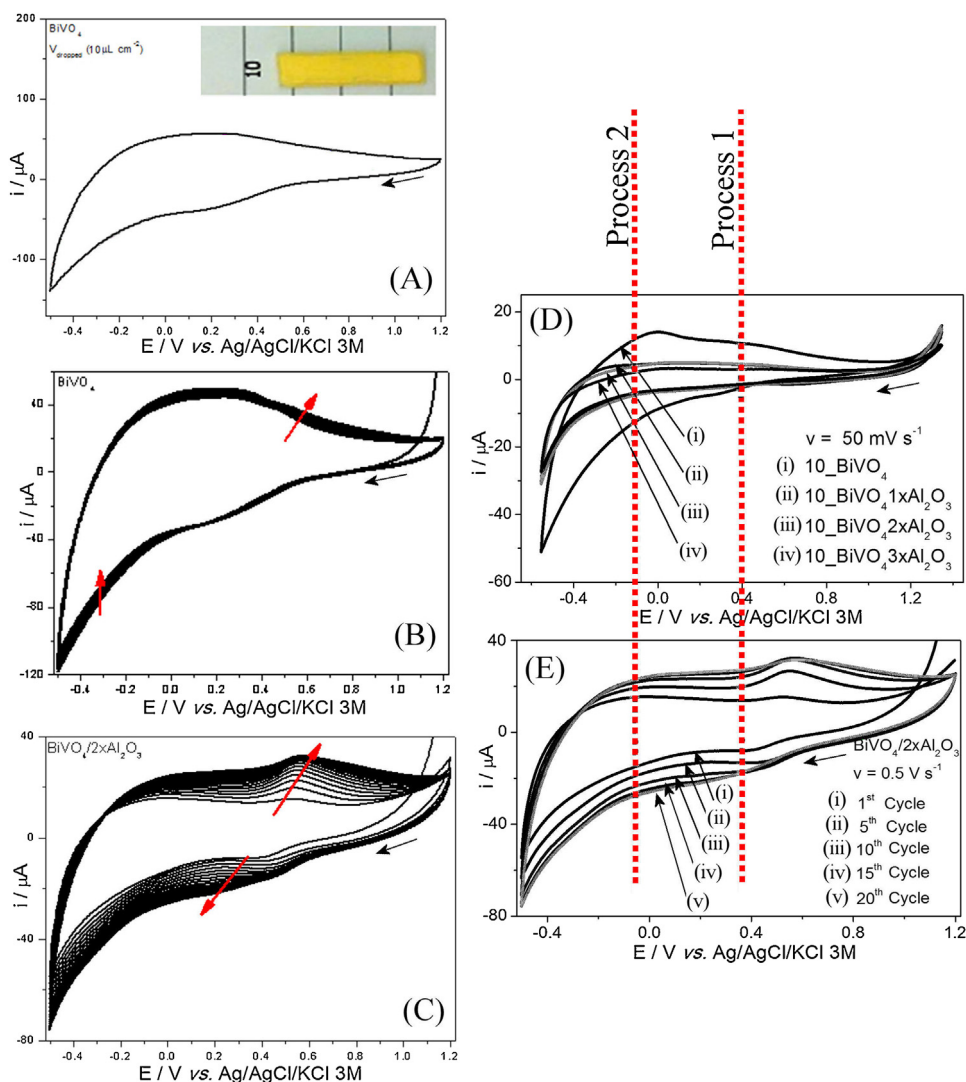 200
150
100
50
0
-100
BiVO₄
V_dropped (10 μL cm⁻²)
10
i / μA
(A)
-0.4 -0.2 0.0 0.2 0.4 0.6 0.8 1.0 1.2
E / V vs. Ag/AgCl/KCl 3M
BiVO₄
40
0
-40
-80
-120
i / μA
(B)
-0.4 -0.2 0.0 0.2 0.4 0.6 0.8 1.0 1.2
E / V vs. Ag/AgCl/KCl 3M
40
BiVO₄/2xAl₂O₃
0
-40
-80
i / μA
(C)
-0.4 -0.2 0.0 0.2 0.4 0.6 0.8 1.0 1.2
E / V vs. Ag/AgCl/KCl 3M
Process 2
Process 1
20
0
-20
-40
-60
i / μA
(D)
(i)
(ii)
(iii)
(iv)
v = 50 mV s⁻¹
(i) 10_BiVO₄
(ii) 10_BiVO₄1xAl₂O₃
(iii) 10_BiVO₄2xAl₂O₃
(iv) 10_BiVO₄3xAl₂O₃
-0.4 0.0 0.4 0.8 1.2
E / V vs. Ag/AgCl/KCl 3M
40
0
-40
-80
i / μA
(E)
(i)
(ii)
(iii)
(iv)
(v)
BiVO₄/2xAl₂O₃
v = 0.5 V s⁻¹
(i) 1st Cycle
(ii) 5th Cycle
(iii) 10th Cycle
(iv) 15th Cycle
(v) 20th Cycle
-0.4 0.0 0.4 0.8 1.2
E / V vs. Ag/AgCl/KCl 3M